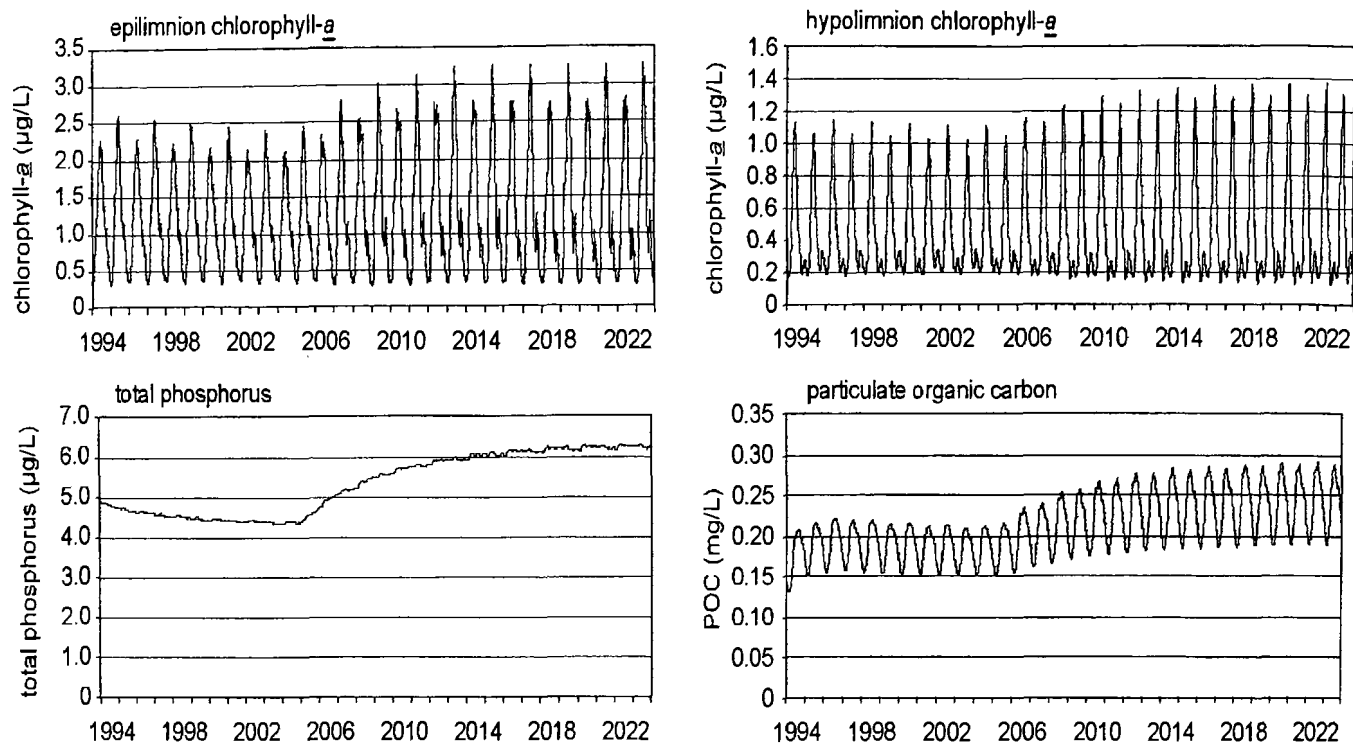 epilimnion chlorophyll-a
chlorophyll-a (µg/L)
3.5
3.0
2.5
2.0
1.5
1.0
0.5
0
1994 1998 2002 2006 2010 2014 2018 2022
hypolimnion chlorophyll-a
chlorophyll-a (µg/L)
1.6
1.4
1.2
1.0
0.8
0.6
0.4
0.2
0
1994 1998 2002 2006 2010 2014 2018 2022
total phosphorus
total phosphorus (µg/L)
7.0
6.0
5.0
4.0
3.0
2.0
1.0
0
1994 1998 2002 2006 2010 2014 2018 2022
particulate organic carbon
POC (mg/L)
0.35
0.30
0.25
0.20
0.15
0.10
0.05
0
1994 1998 2002 2006 2010 2014 2018 2022